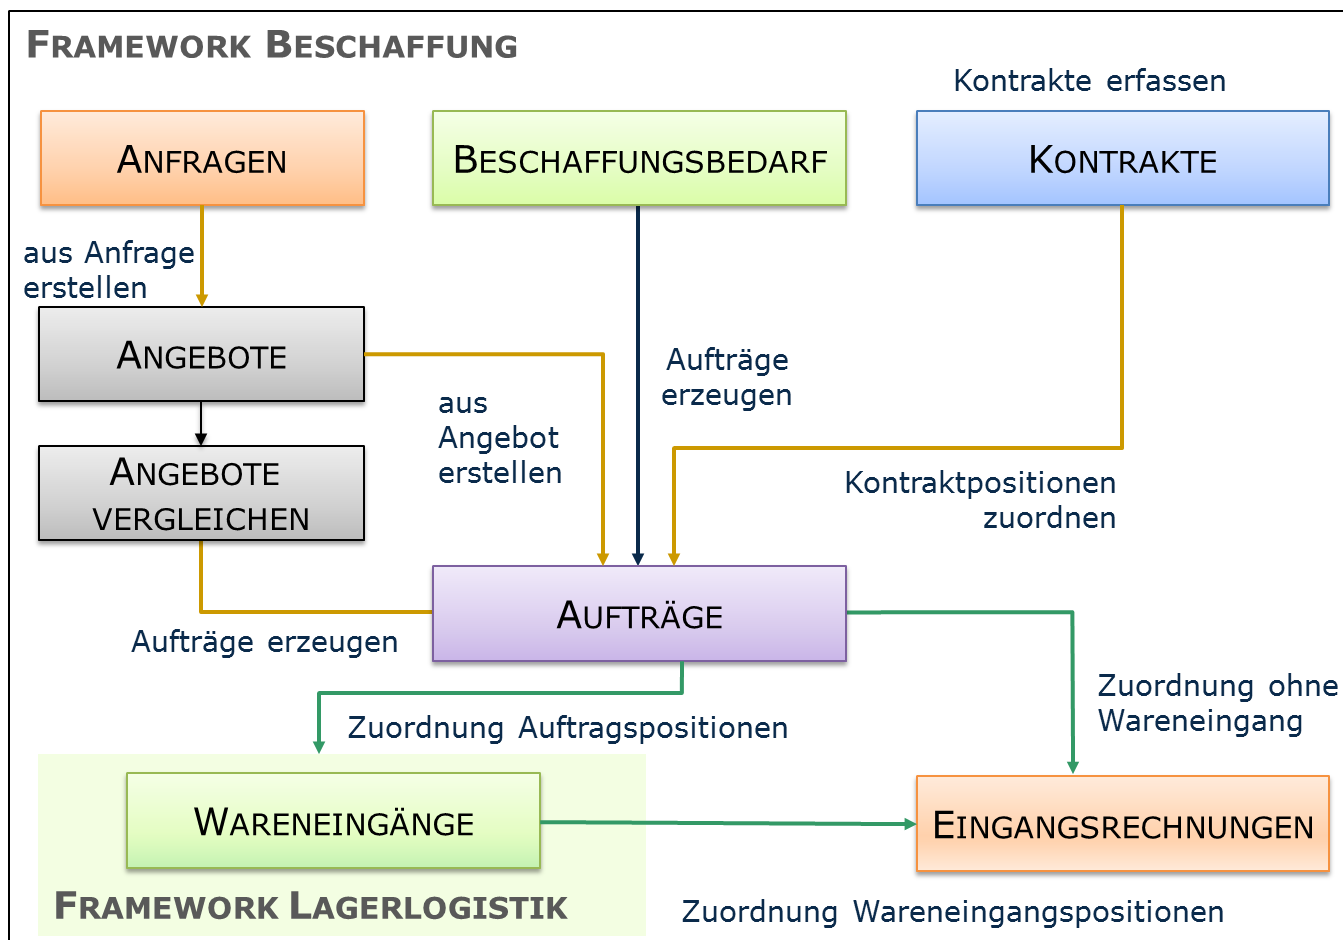 FRAMEWORK BESCHAFFUNG
Kontrakte erfassen
ANFRAGEN
BESCHAFFUNGSBEDARF
KONTRAKTE
aus Anfrage
erstellen
ANGEBOTE
Aufträge
erzeugen
aus
Angebot
erstellen
ANGEBOTE
VERGLEICHEN
Kontraktpositionen
zuordnen
AUFTRÄGE
Aufträge erzeugen
Zuordnung ohne
Wareneingang
Zuordnung Auftragspositionen
WARENEINGÄNGE
EINGANGSRECHNUNGEN
FRAMEWORK LAGERLOGISTIK
Zuordnung Wareneingangspositionen